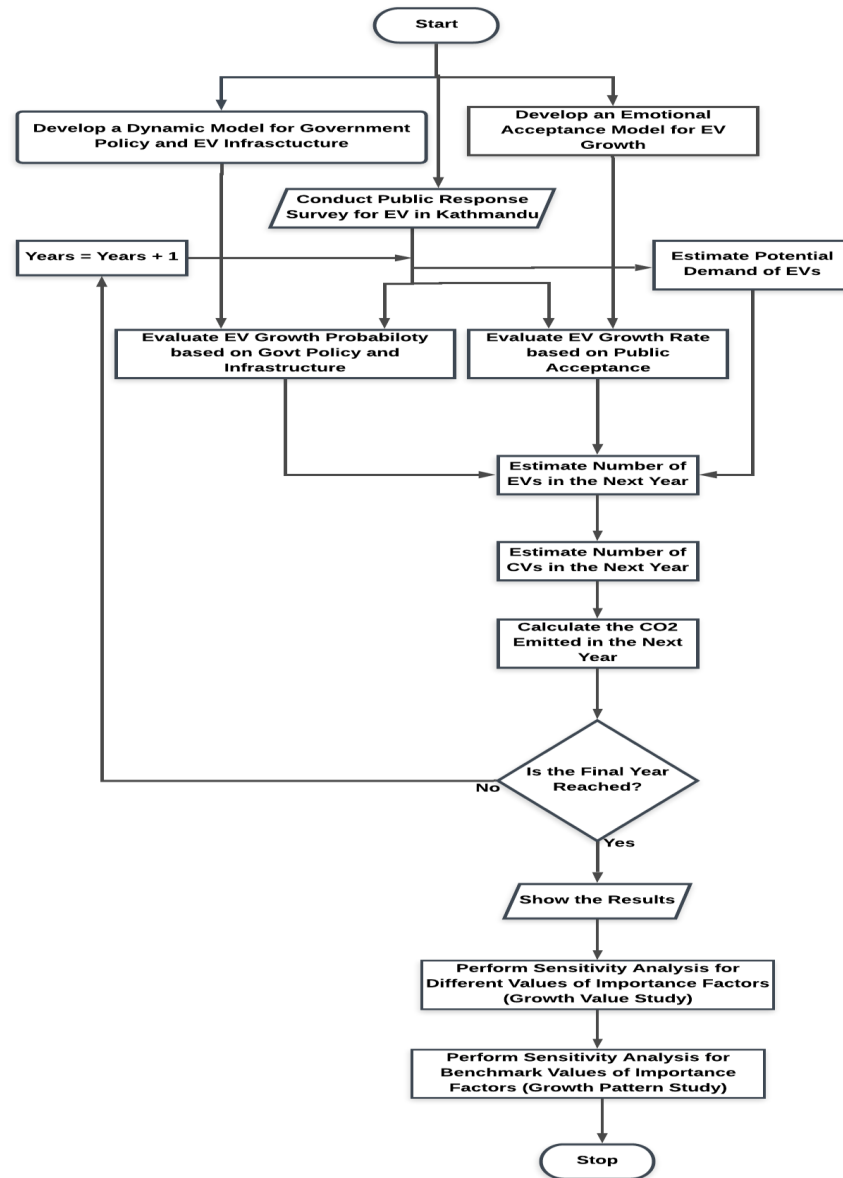 Start
Develop a Dynamic Model for Government
Policy and EV Infrasctucture
Develop an Emotional
Acceptance Model for EV
Growth
Conduct Public Response
Survey for EV in Kathmandu
Years = Years + 1
Estimate Potential
Demand of EVs
Evaluate EV Growth Probabiloty
based on Govt Policy and
Infrastructure
Evaluate EV Growth Rate
based on Public
Acceptance
Estimate Number of
EVs in the Next Year
Estimate Number of
CVs in the Next Year
Calculate the CO2
Emitted in the Next
Year
Is the Final Year
Reached?
No
Yes
Show the Results
Perform Sensitivity Analysis for
Different Values of Importance Factors
(Growth Value Study)
Perform Sensitivity Analysis for
Benchmark Values of Importance
Factors (Growth Pattern Study)
Stop